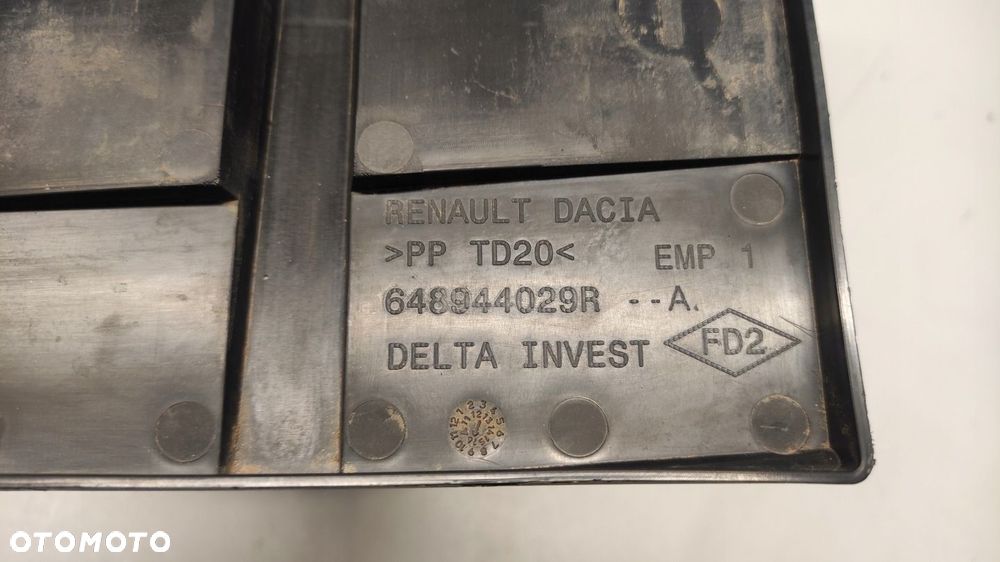 RENAULT DACIA
>PP TD20< EMP 1
648944029R --A.
DELTA INVEST FD2
OTOMOTO